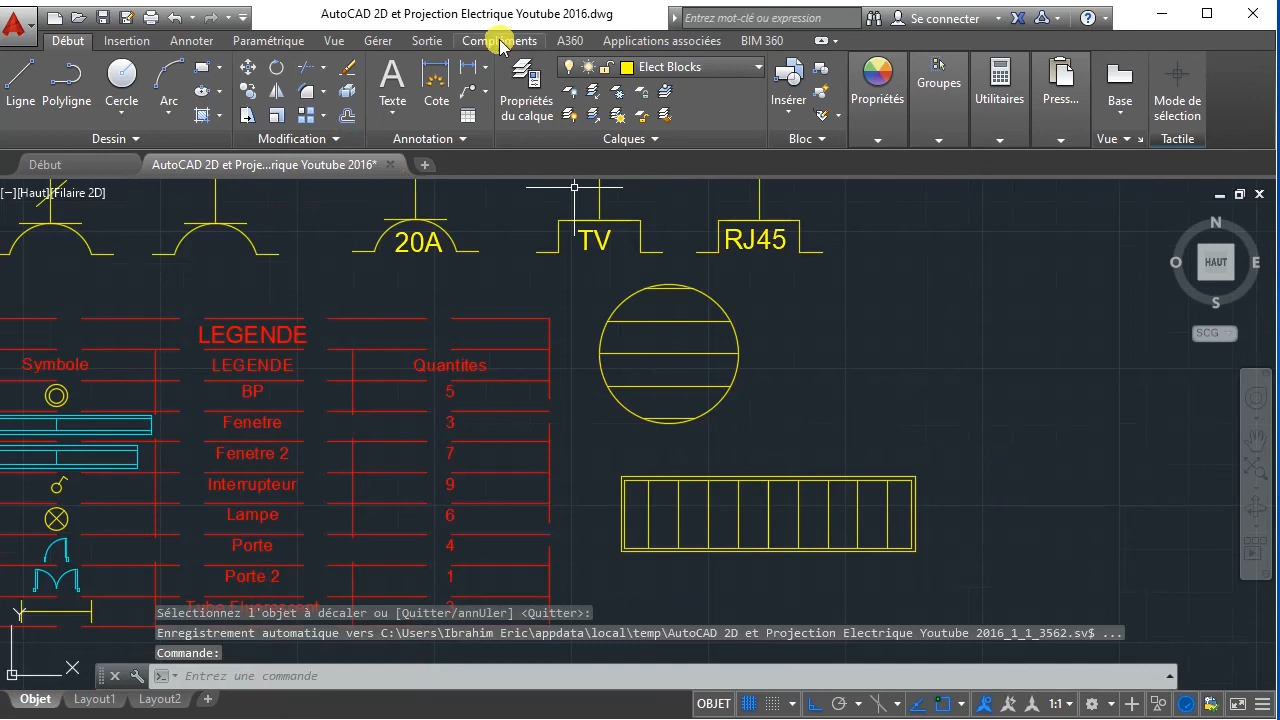 AutoCAD 2D et Projection Electrique Youtube 2016.dwg
Entrez mot-clé ou expression
Se connecter
Début Insertion Annoter Paramétrique Vue Gérer Sortie Compléments A360 Applications associées BIM 360
Elect Blocks
Ligne Polyligne Cercle Arc
Texte Cote
Propriétés
du calque
Insérer
Propriétés
Groupes
Utilitaires
Press...
Base
Mode de
sélection
Dessin Modification Annotation Calques Bloc Vue Tactile
Début
AutoCAD 2D et Proje...rique Youtube 2016*
[−][Haut][Filaire 2D]
20A
TV
RJ45
N
O HAUT E
S
SCG
LEGENDE
Symbole LEGENDE Quantites
BP 5
Fenetre 3
Fenetre 2 7
Interrupteur 9
Lampe 6
Porte 4
Porte 2 1
Tube Fluorescent
Sélectionnez l'objet à décaler ou [Quitter/annUler] <Quitter>:
Enregistrement automatique vers C:\Users\Ibrahim Eric\appdata\local\temp\AutoCAD 2D et Projection Electrique Youtube 2016_1_1_3562.sv$ ...
Commande:
Entrez une commande
Y
X
Objet Layout1 Layout2
OBJET
1:1